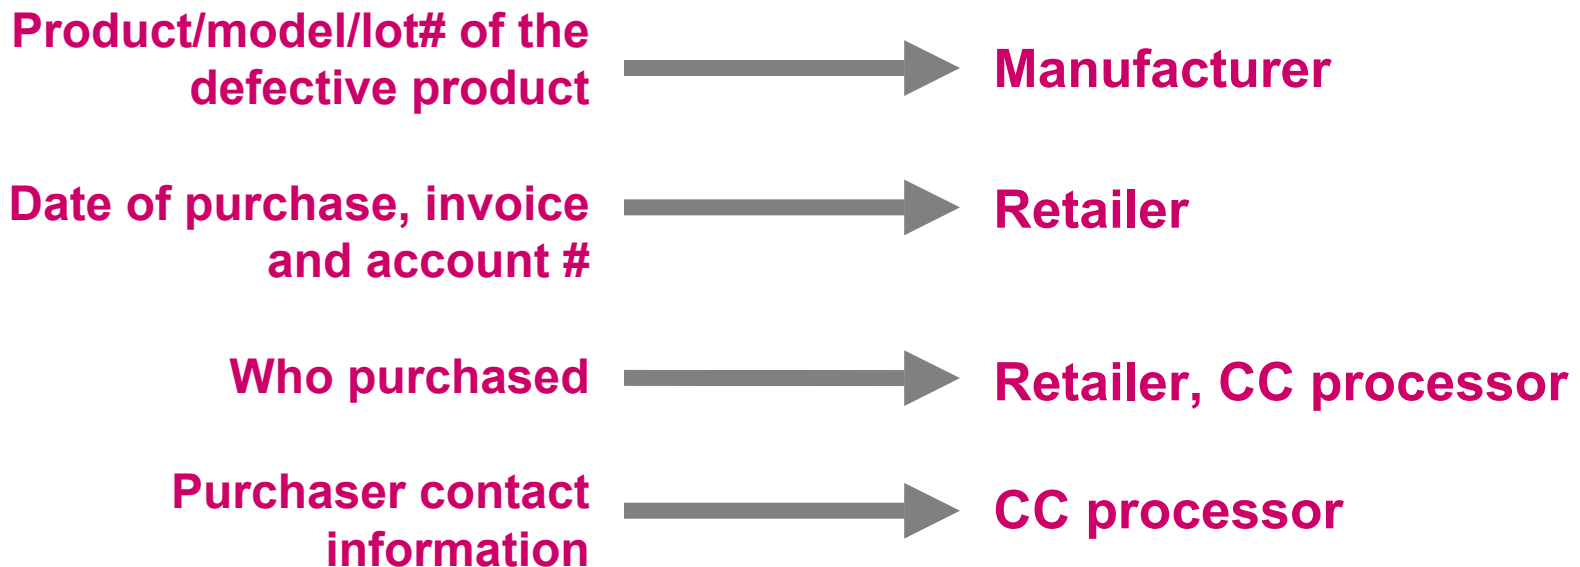 Product/model/lot# of the
defective product
Manufacturer
Date of purchase, invoice
and account #
Retailer
Who purchased
Retailer, CC processor
Purchaser contact
information
CC processor